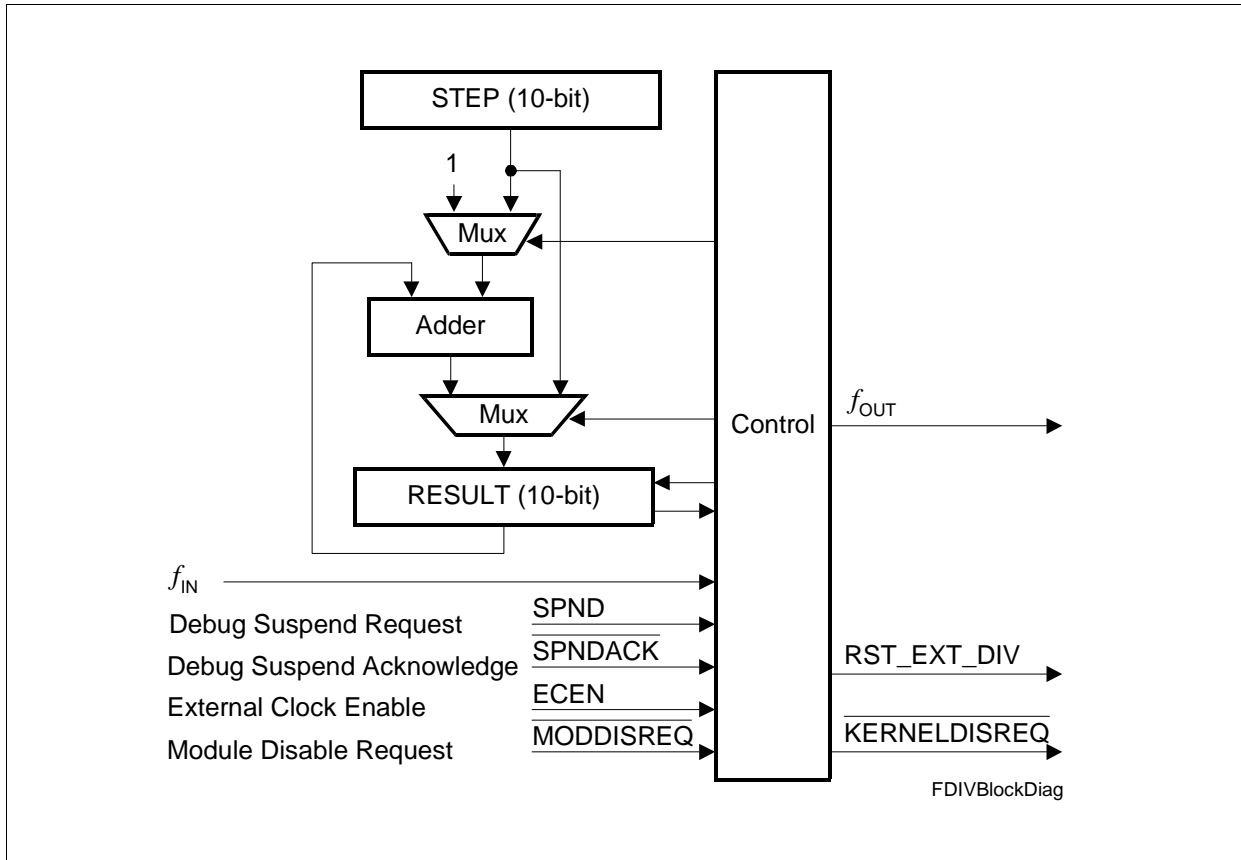 STEP (10-bit)
1
Mux
Adder
Mux
Control
fOUT
RESULT (10-bit)
fIN
Debug Suspend Request SPND
Debug Suspend Acknowledge SPNDACK
RST_EXT_DIV
External Clock Enable ECEN
Module Disable Request MODDISREQ
KERNELDISREQ
FDIVBlockDiag